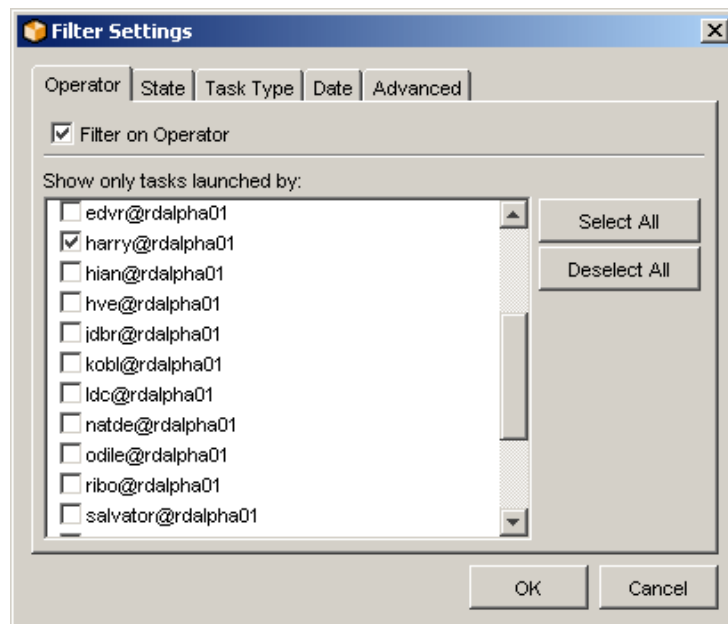 Filter Settings
Operator State Task Type Date Advanced
Filter on Operator
Show only tasks launched by:
edvr@rdalpha01
harry@rdalpha01
hian@rdalpha01
hve@rdalpha01
jdbr@rdalpha01
kobl@rdalpha01
ldc@rdalpha01
natde@rdalpha01
odile@rdalpha01
ribo@rdalpha01
salvator@rdalpha01
Select All
Deselect All
OK Cancel